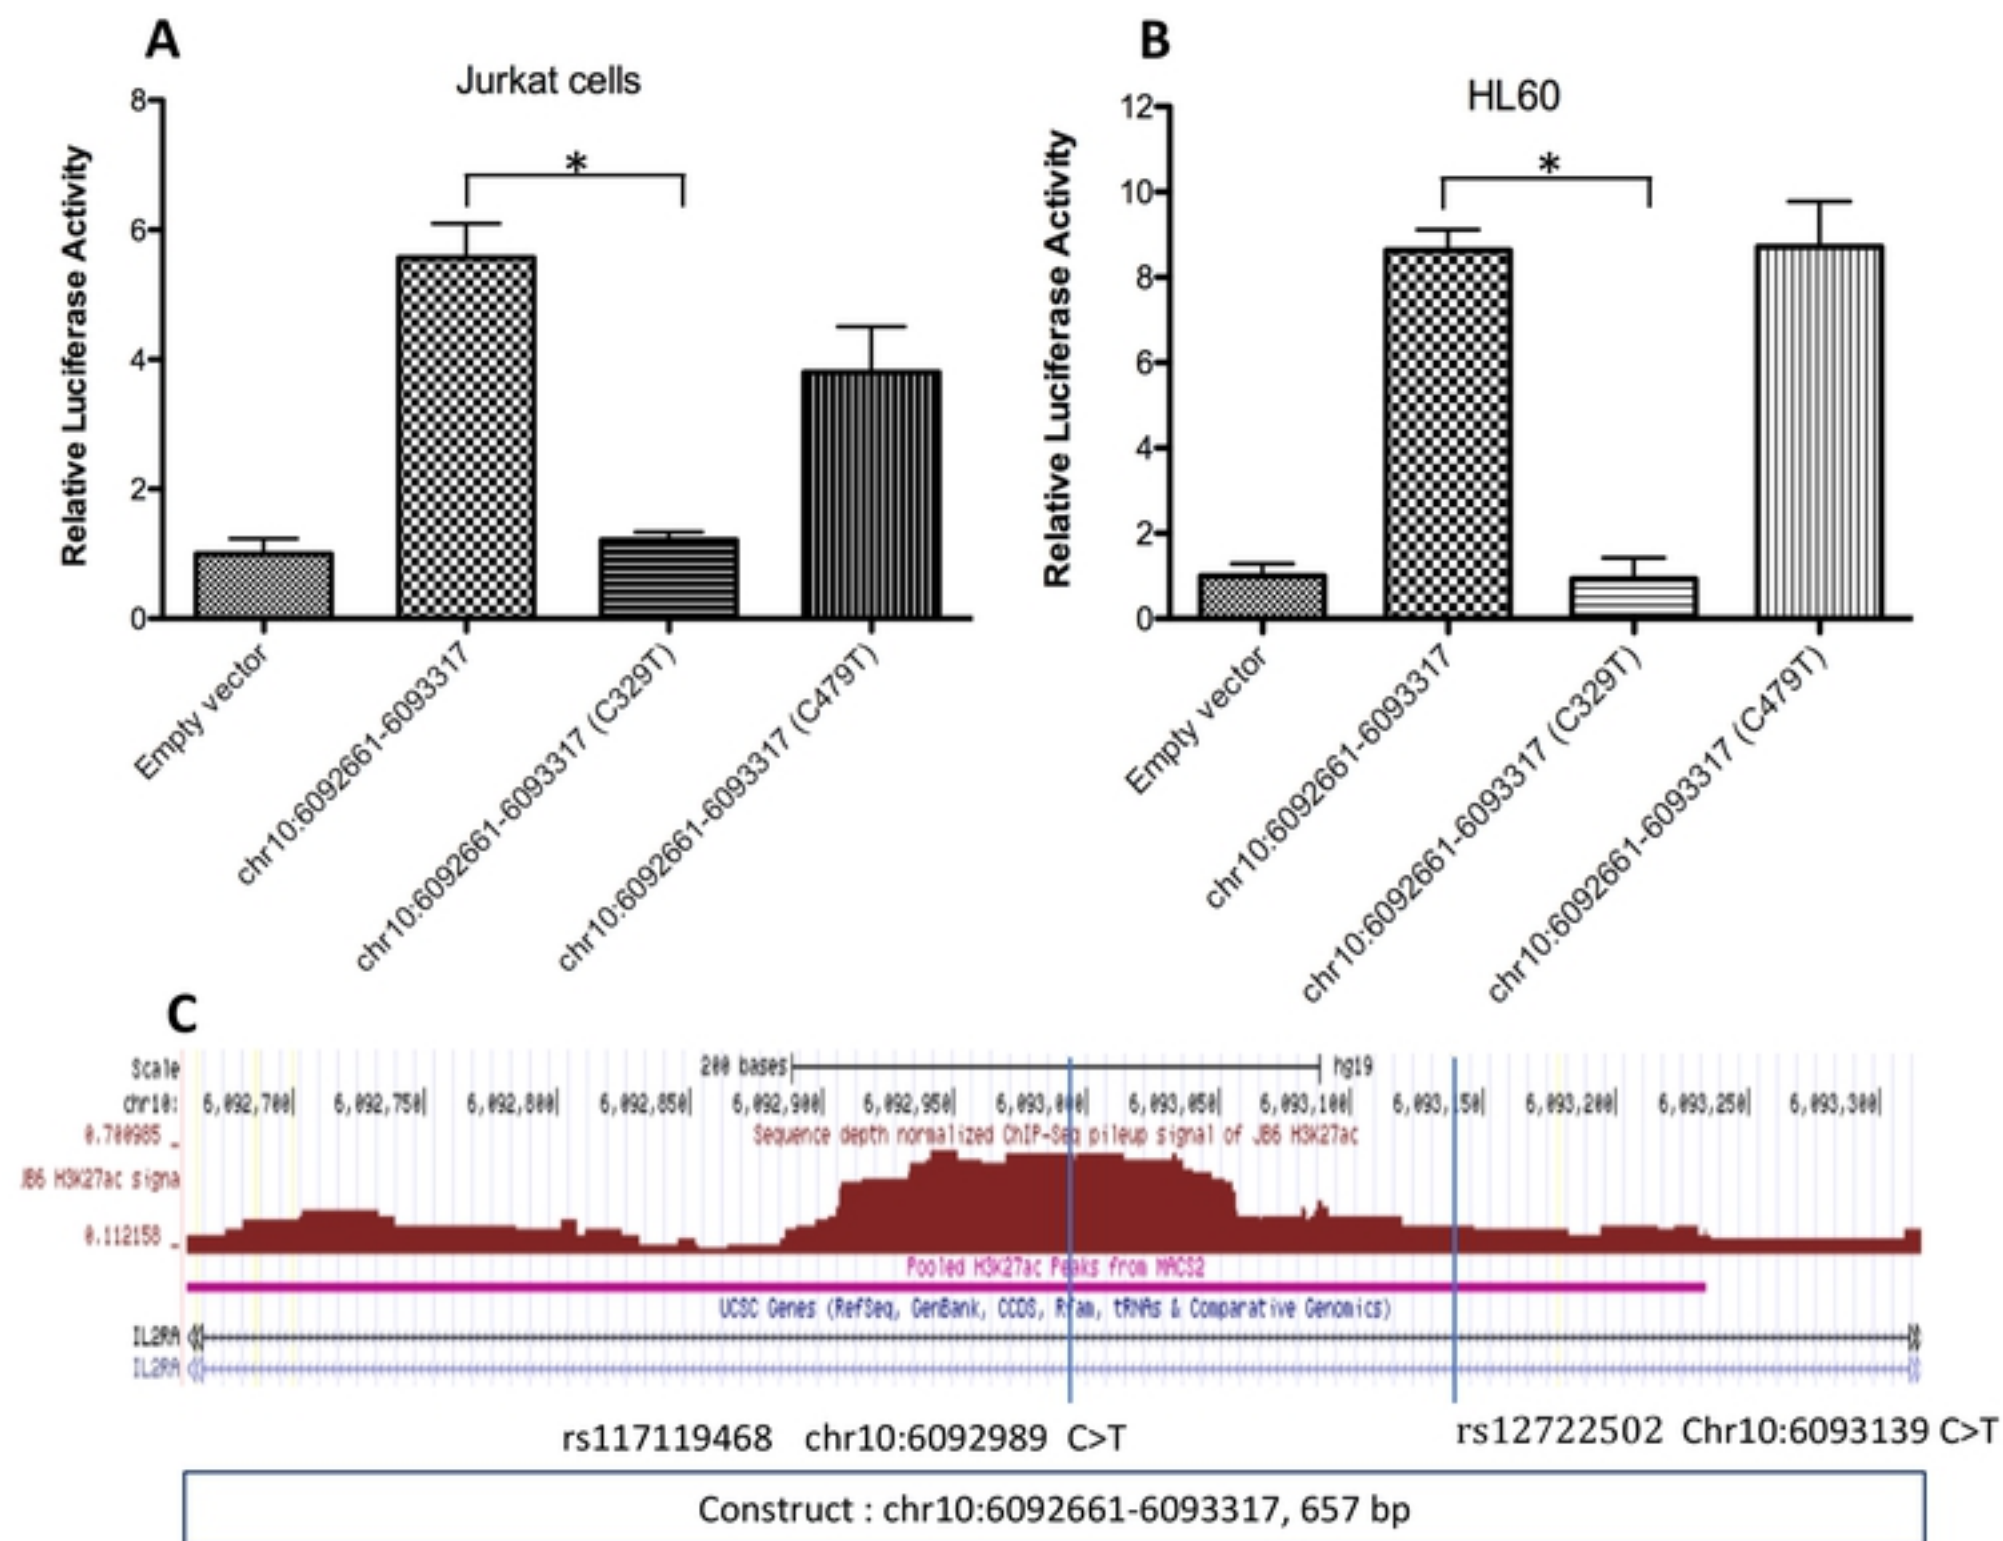 A
Jurkat cells
Relative Luciferase Activity
8
6
4
2
0
*
Empty vector
chr10:6092661-6093317
chr10:6092661-6093317 (C329T)
chr10:6092661-6093317 (C479T)
B
HL60
Relative Luciferase Activity
12
10
8
6
4
2
0
*
Empty vector
chr10:6092661-6093317
chr10:6092661-6093317 (C329T)
chr10:6092661-6093317 (C479T)
C
Scale 200 bases hg19
chr10: 6,092,700| 6,092,750| 6,092,800| 6,092,850| 6,092,900| 6,092,950| 6,093,000| 6,093,050| 6,093,100| 6,093,150| 6,093,200| 6,093,250| 6,093,300|
Sequence depth normalized ChIP-Seq pileup signal of JB6 H3K27ac
0.700985 _
JB6 H3K27ac signa
0.112158 _
Pooled H3K27ac Peaks from MACS2
UCSC Genes (RefSeq, GenBank, CCDS, Rfam, tRNAs & Comparative Genomics)
IL2RA
IL2RA
rs117119468 chr10:6092989 C>T
rs12722502 Chr10:6093139 C>T
Construct : chr10:6092661-6093317, 657 bp